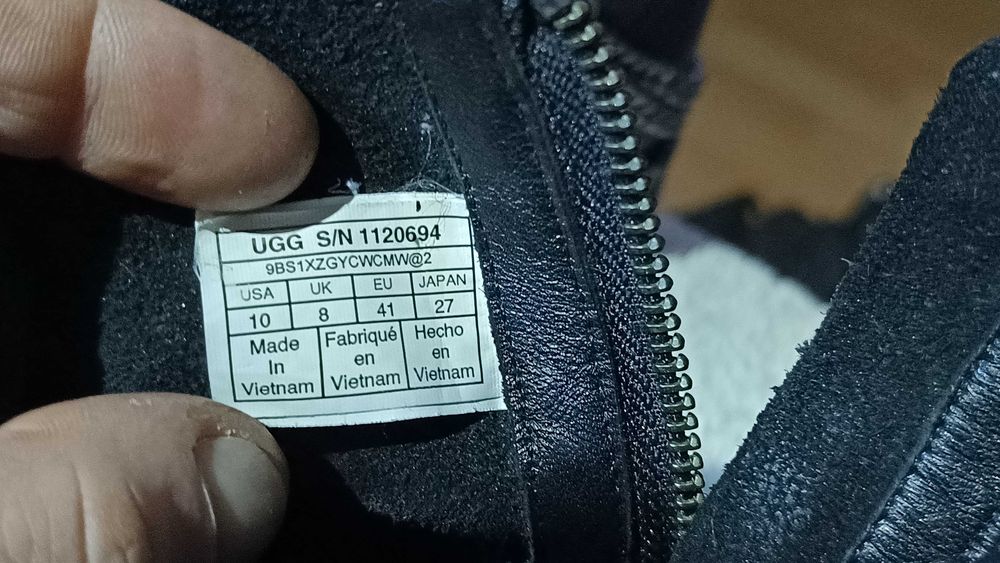 UGG S/N 1120694
9BS1XZGYCWCMW@2
USA UK EU JAPAN
10 8 41 27
Made Fabriqué Hecho
In en en
Vietnam Vietnam Vietnam